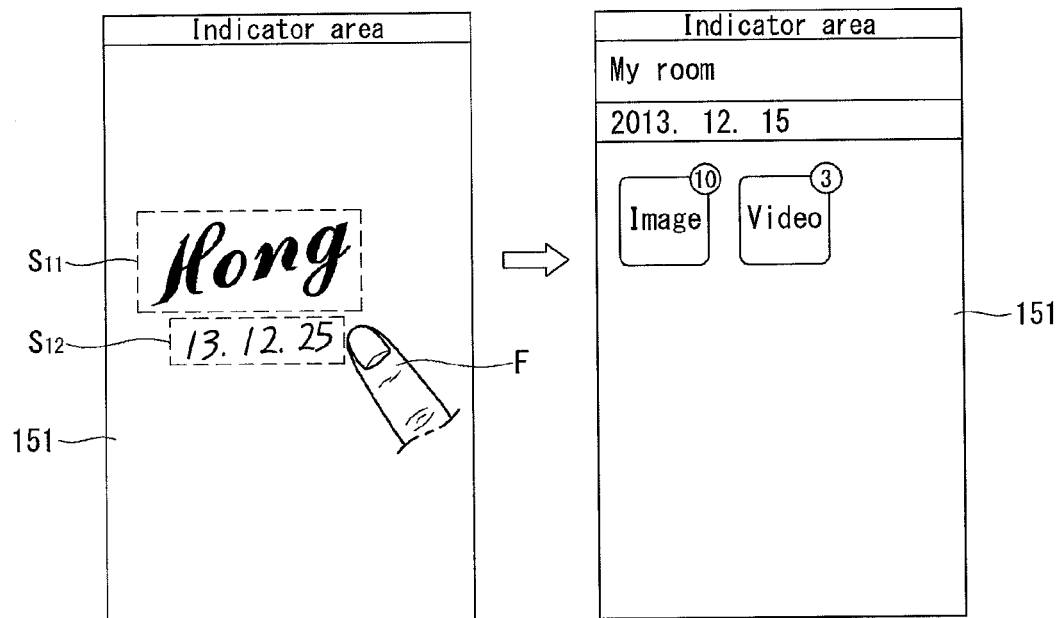 Indicator area
Hong
13. 12. 25
S11
S12
F
151
Indicator area
My room
2013. 12. 15
Image
10
Video
3
151